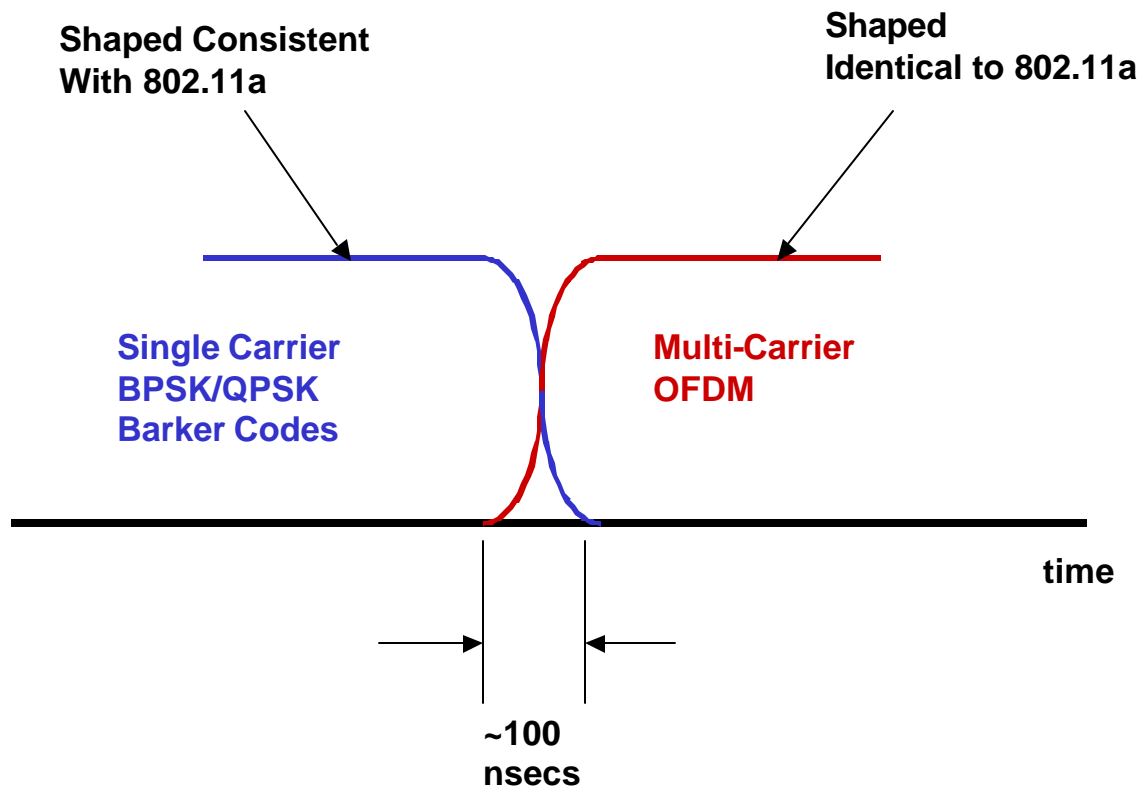 Shaped Consistent
With 802.11a
Shaped
Identical to 802.11a
Single Carrier
BPSK/QPSK
Barker Codes
Multi-Carrier
OFDM
time
~100
nsecs